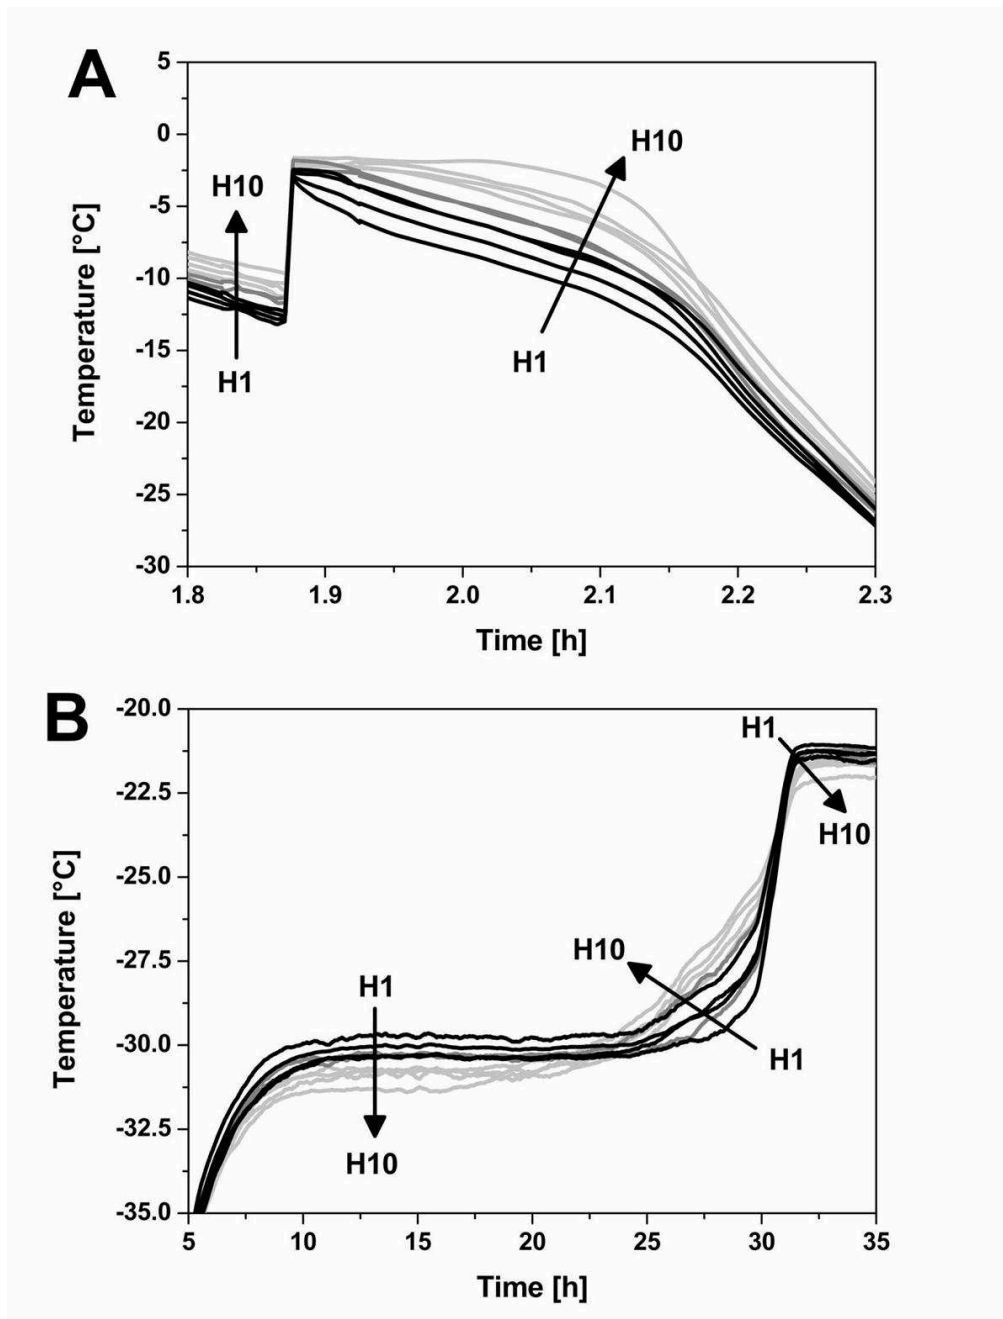 A
5
0
-5
-10
-15
-20
-25
-30
Temperature [°C]
H10
H1
H10
H1
1.8 1.9 2.0 2.1 2.2 2.3
Time [h]
B
-20.0
-22.5
-25.0
-27.5
-30.0
-32.5
-35.0
Temperature [°C]
H1
H10
H10
H1
H1
H10
5 10 15 20 25 30 35
Time [h]